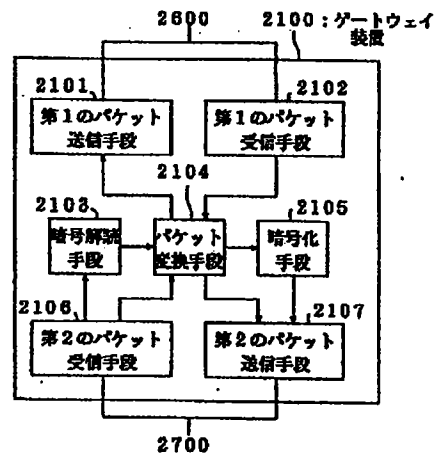 2600
2100:ゲートウェイ
装置
2101
2102
第1のパケット
送信手段
第1のパケット
受信手段
2104
2103
2105
暗号解読
手段
パケット
変換手段
暗号化
手段
2106
2107
第2のパケット
受信手段
第2のパケット
送信手段
2700